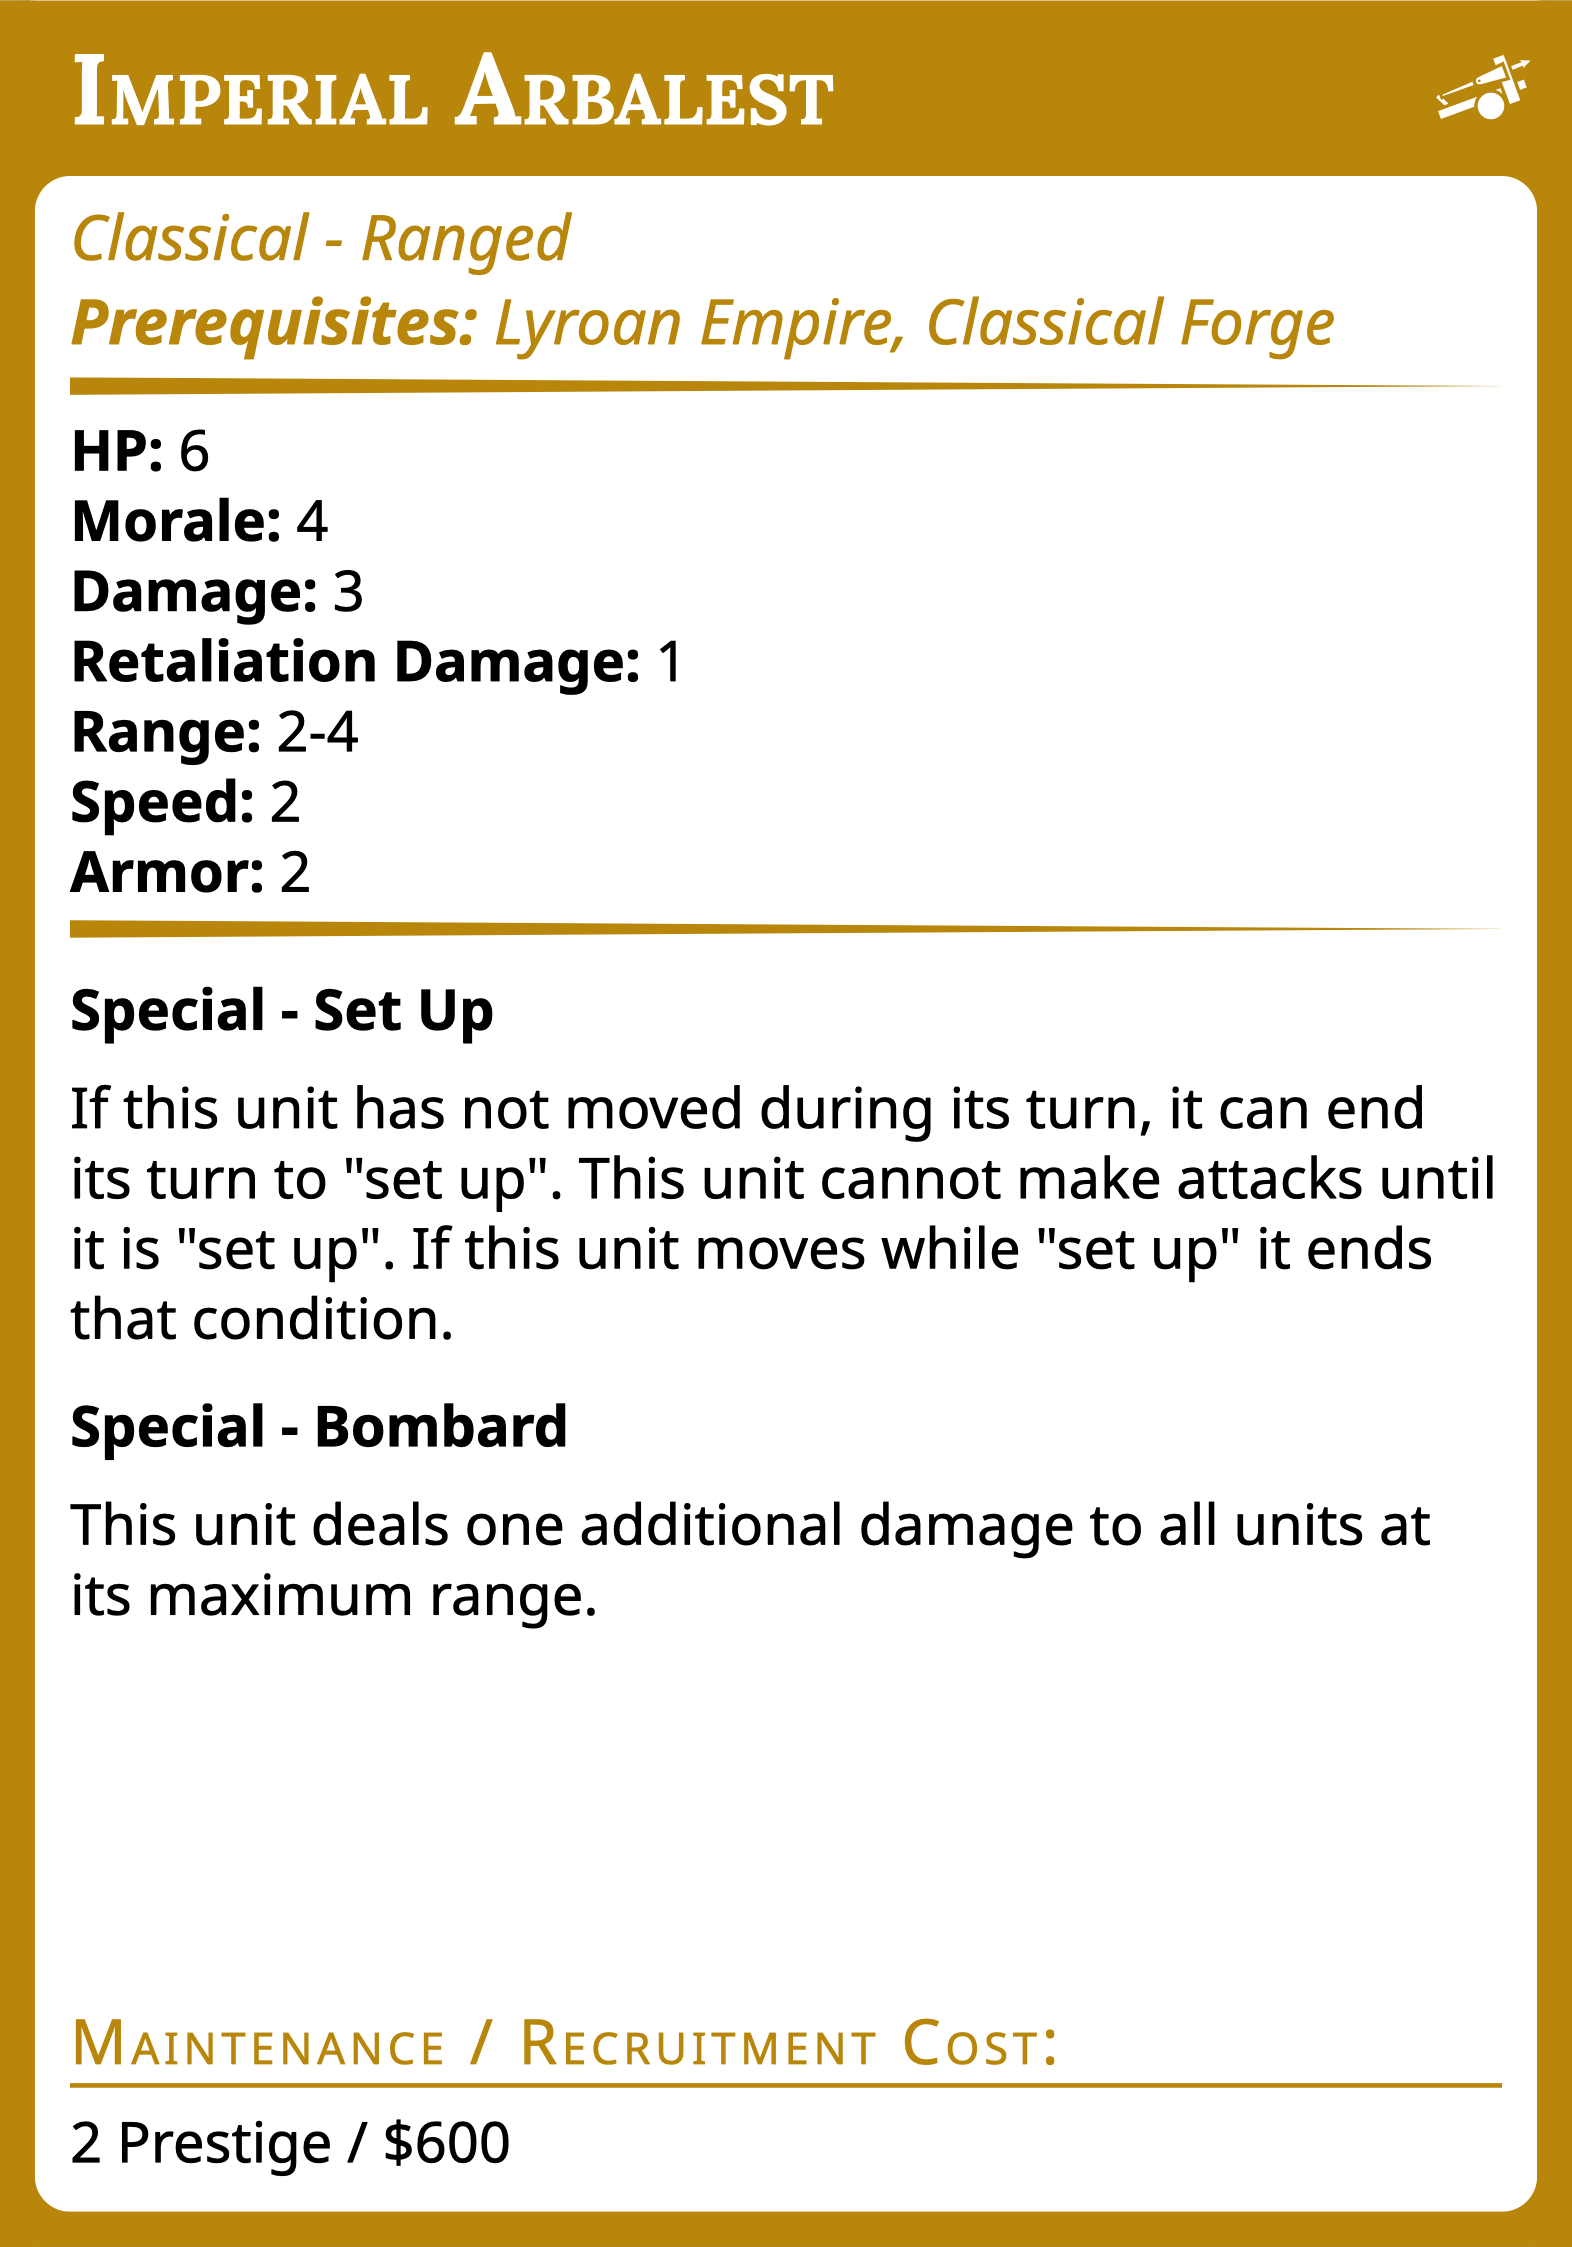 Imperial Arbalest
Classical - Ranged
Prerequisites: Lyroan Empire, Classical Forge
HP: 6
Morale: 4
Damage: 3
Retaliation Damage: 1
Range: 2-4
Speed: 2
Armor: 2
Special - Set Up
If this unit has not moved during its turn, it can end
its turn to "set up". This unit cannot make attacks until
it is "set up". If this unit moves while "set up" it ends
that condition.
Special - Bombard
This unit deals one additional damage to all units at
its maximum range.
Maintenance / Recruitment Cost:
2 Prestige / $600